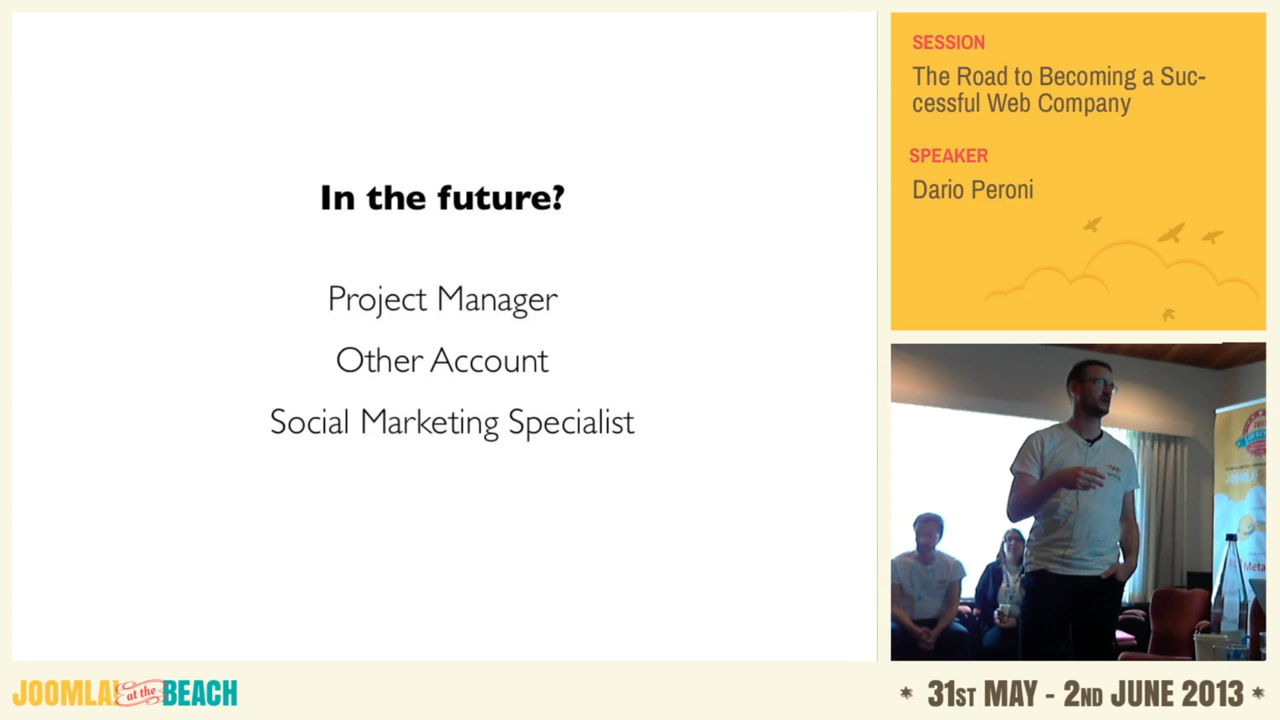 In the future?
Project Manager
Other Account
Social Marketing Specialist
SESSION
The Road to Becoming a Suc-
cessful Web Company
SPEAKER
Dario Peroni
JOOMLA! at the BEACH
* 31ST MAY - 2ND JUNE 2013 *